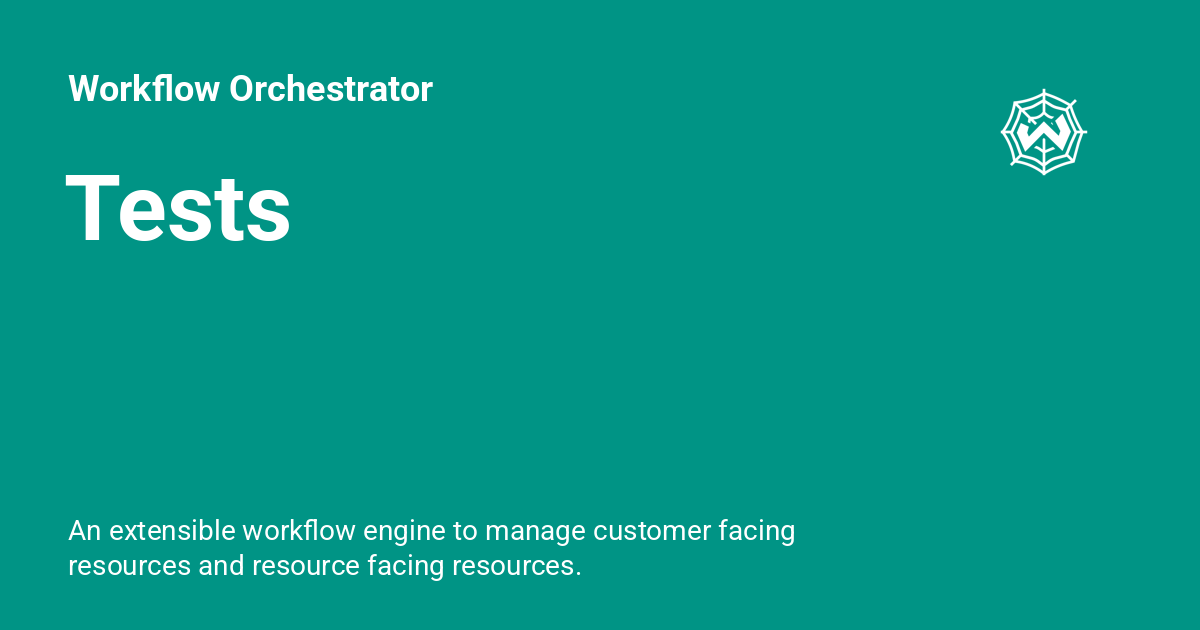 Workflow Orchestrator
W
Tests
An extensible workflow engine to manage customer facing
resources and resource facing resources.